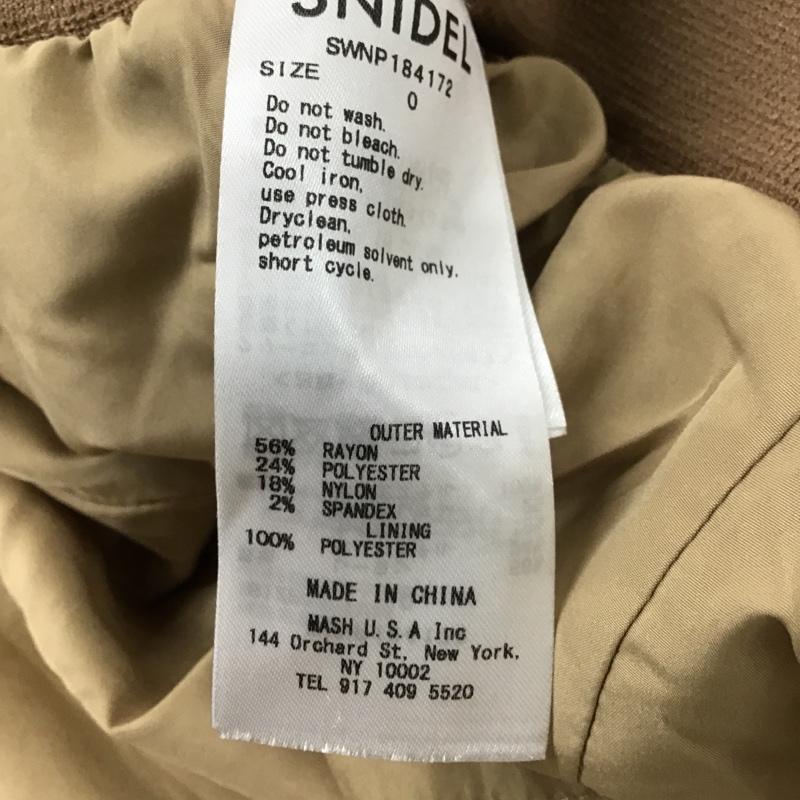 SNIDEL
SWNP184172
SIZE 0
Do not wash.
Do not bleach.
Do not tumble dry.
Cool iron,
use press cloth.
Dryclean,
petroleum solvent only.
short cycle.
OUTER MATERIAL
56% RAYON
24% POLYESTER
18% NYLON
2% SPANDEX
LINING
100% POLYESTER
MADE IN CHINA
MASH U.S.A Inc
144 Orchard St, New York,
NY 10002
TEL 917 409 5520